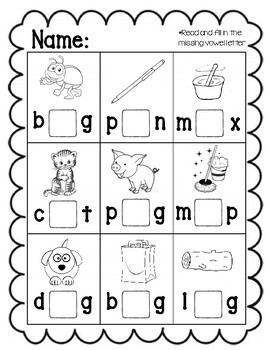 Name:
*Read and fill in the
missing vowel letter
b g p n m x
c t p g m p
d g b g l g